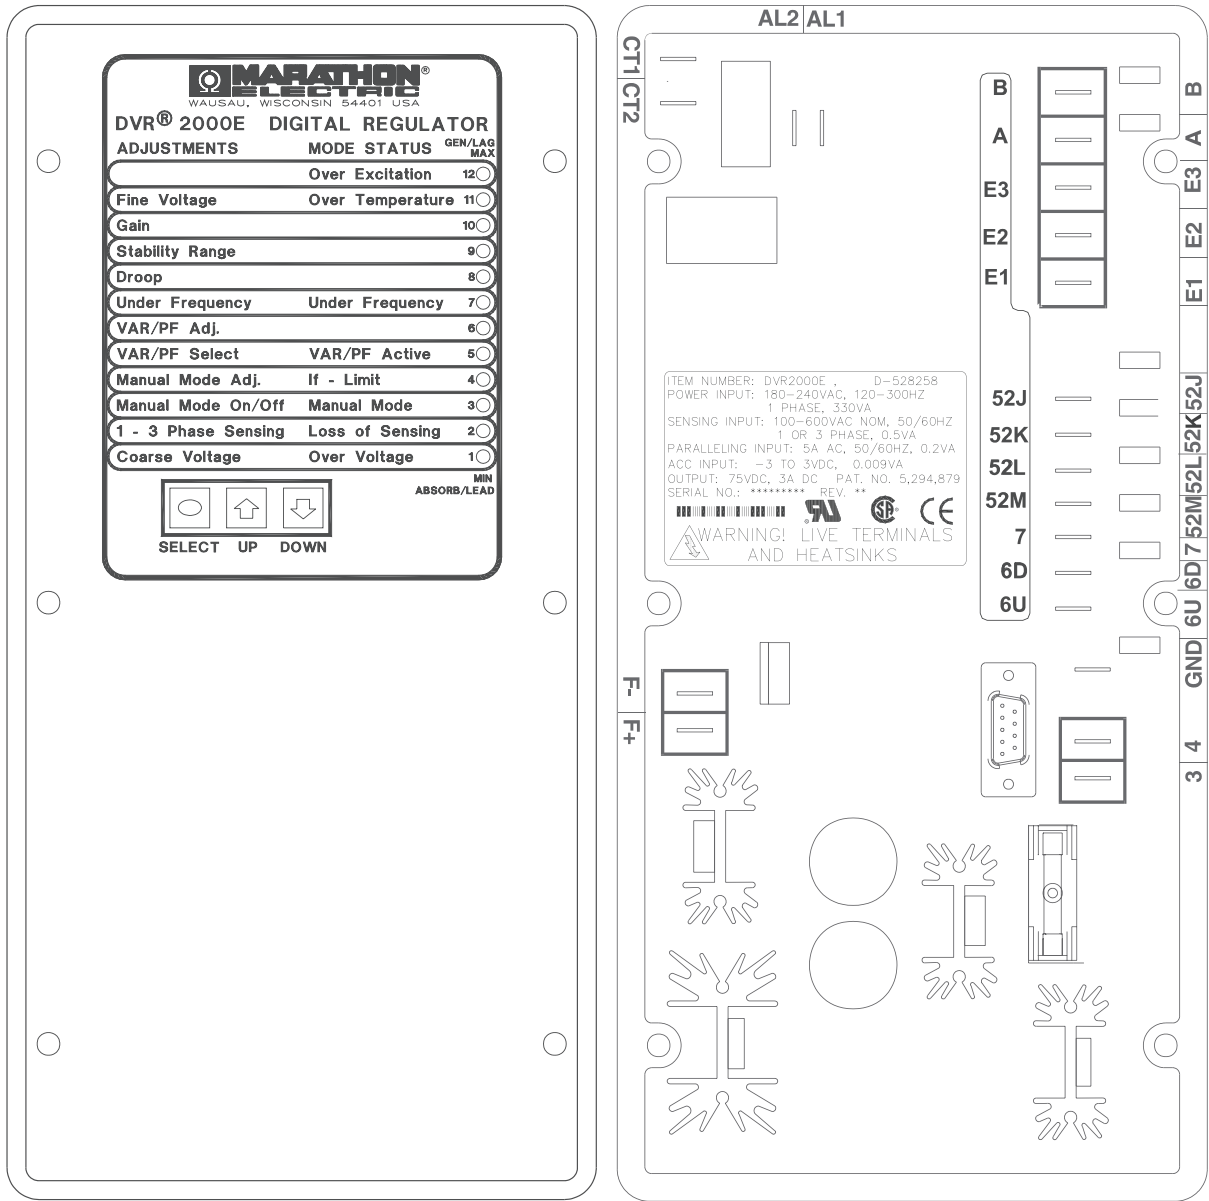 MARATHON®
ELECTRIC
WAUSAU, WISCONSIN 54401 USA
DVR® 2000E DIGITAL REGULATOR
ADJUSTMENTS MODE STATUS GEN/LAG
MAX
Over Excitation 12
Fine Voltage Over Temperature 11
Gain 10
Stability Range 9
Droop 8
Under Frequency Under Frequency 7
VAR/PF Adj. 6
VAR/PF Select VAR/PF Active 5
Manual Mode Adj. If - Limit 4
Manual Mode On/Off Manual Mode 3
1 - 3 Phase Sensing Loss of Sensing 2
Coarse Voltage Over Voltage 1
MIN
ABSORB/LEAD
SELECT UP DOWN
AL2 AL1
CT1
CT2
B
A
E3
E2
E1
52J
52K
52L
52M
7
6D
6U
B
A
E3
E2
E1
52J
52K
52L
52M
7
6D
6U
GND
4
3
ITEM NUMBER: DVR2000E , D-528258
POWER INPUT: 180-240VAC, 120-300HZ
1 PHASE, 330VA
SENSING INPUT: 100-600VAC NOM, 50/60HZ
1 OR 3 PHASE, 0.5VA
PARALLELING INPUT: 5A AC, 50/60HZ, 0.2VA
ACC INPUT: -3 TO 3VDC, 0.009VA
OUTPUT: 75VDC, 3A DC PAT. NO. 5,294,879
SERIAL NO.: ********* REV. **
SA CE
WARNING! LIVE TERMINALS
AND HEATSINKS
F-
F+